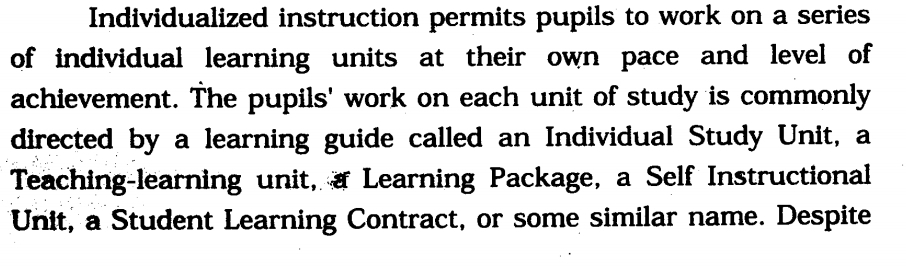 Individualized instruction permits pupils to work on a series
of individual learning units at their own pace and level of
achievement. The pupils' work on each unit of study is commonly
directed by a learning guide called an Individual Study Unit, a
Teaching-learning unit, a Learning Package, a Self Instructional
Unit, a Student Learning Contract, or some similar name. Despite